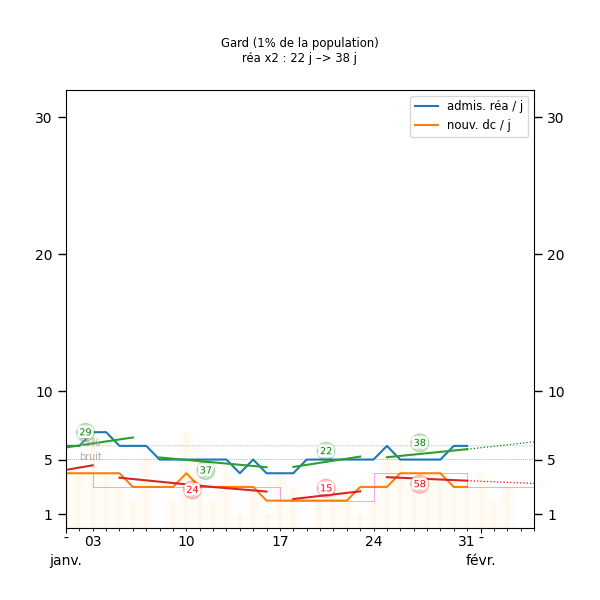 Gard (1% de la population)
réa x2 : 22 j –> 38 j
admis. réa / j
nouv. dc / j
30 30
20 20
10 10
5 5
1 1
29
bruit
37
24
22
15
38
58
03 10 17 24 31
janv. févr.